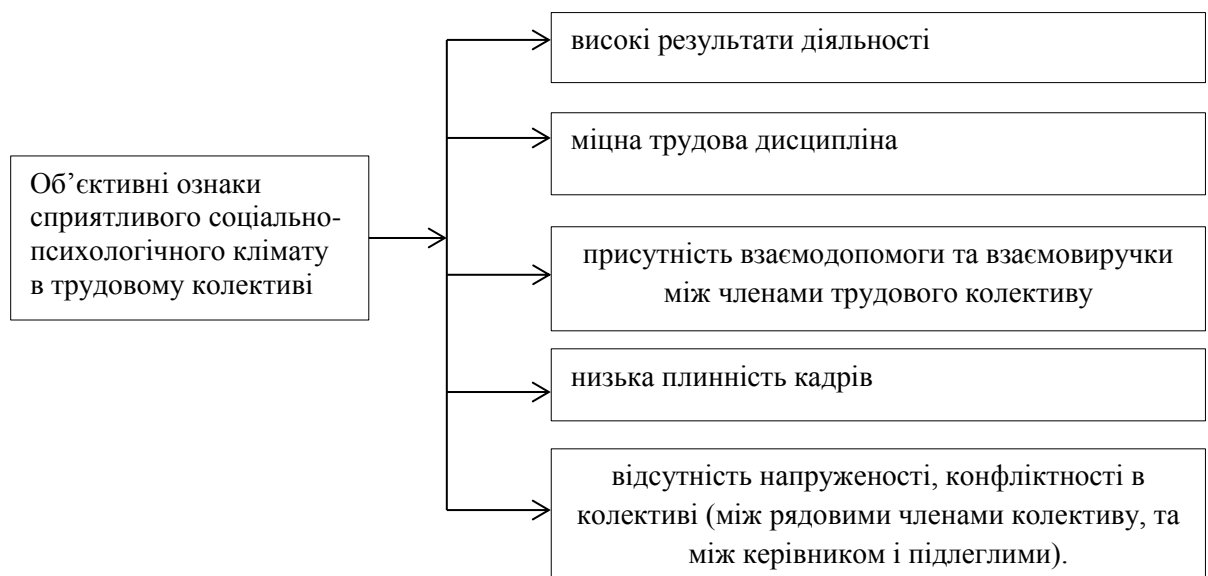 Об’єктивні ознаки
сприятливого соціально-
психологічного клімату
в трудовому колективі
високі результати діяльності
міцна трудова дисципліна
присутність взаємодопомоги та взаємовиручки
між членами трудового колективу
низька плинність кадрів
відсутність напруженості, конфліктності в
колективі (між рядовими членами колективу, та
між керівником і підлеглими).